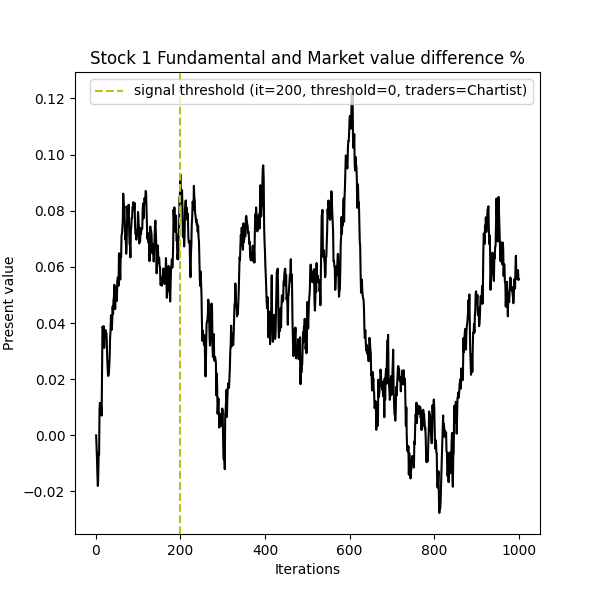 Stock 1 Fundamental and Market value difference %
signal threshold (it=200, threshold=0, traders=Chartist)
0.12
0.10
0.08
0.06
0.04
0.02
0.00
−0.02
Present value
0 200 400 600 800 1000
Iterations